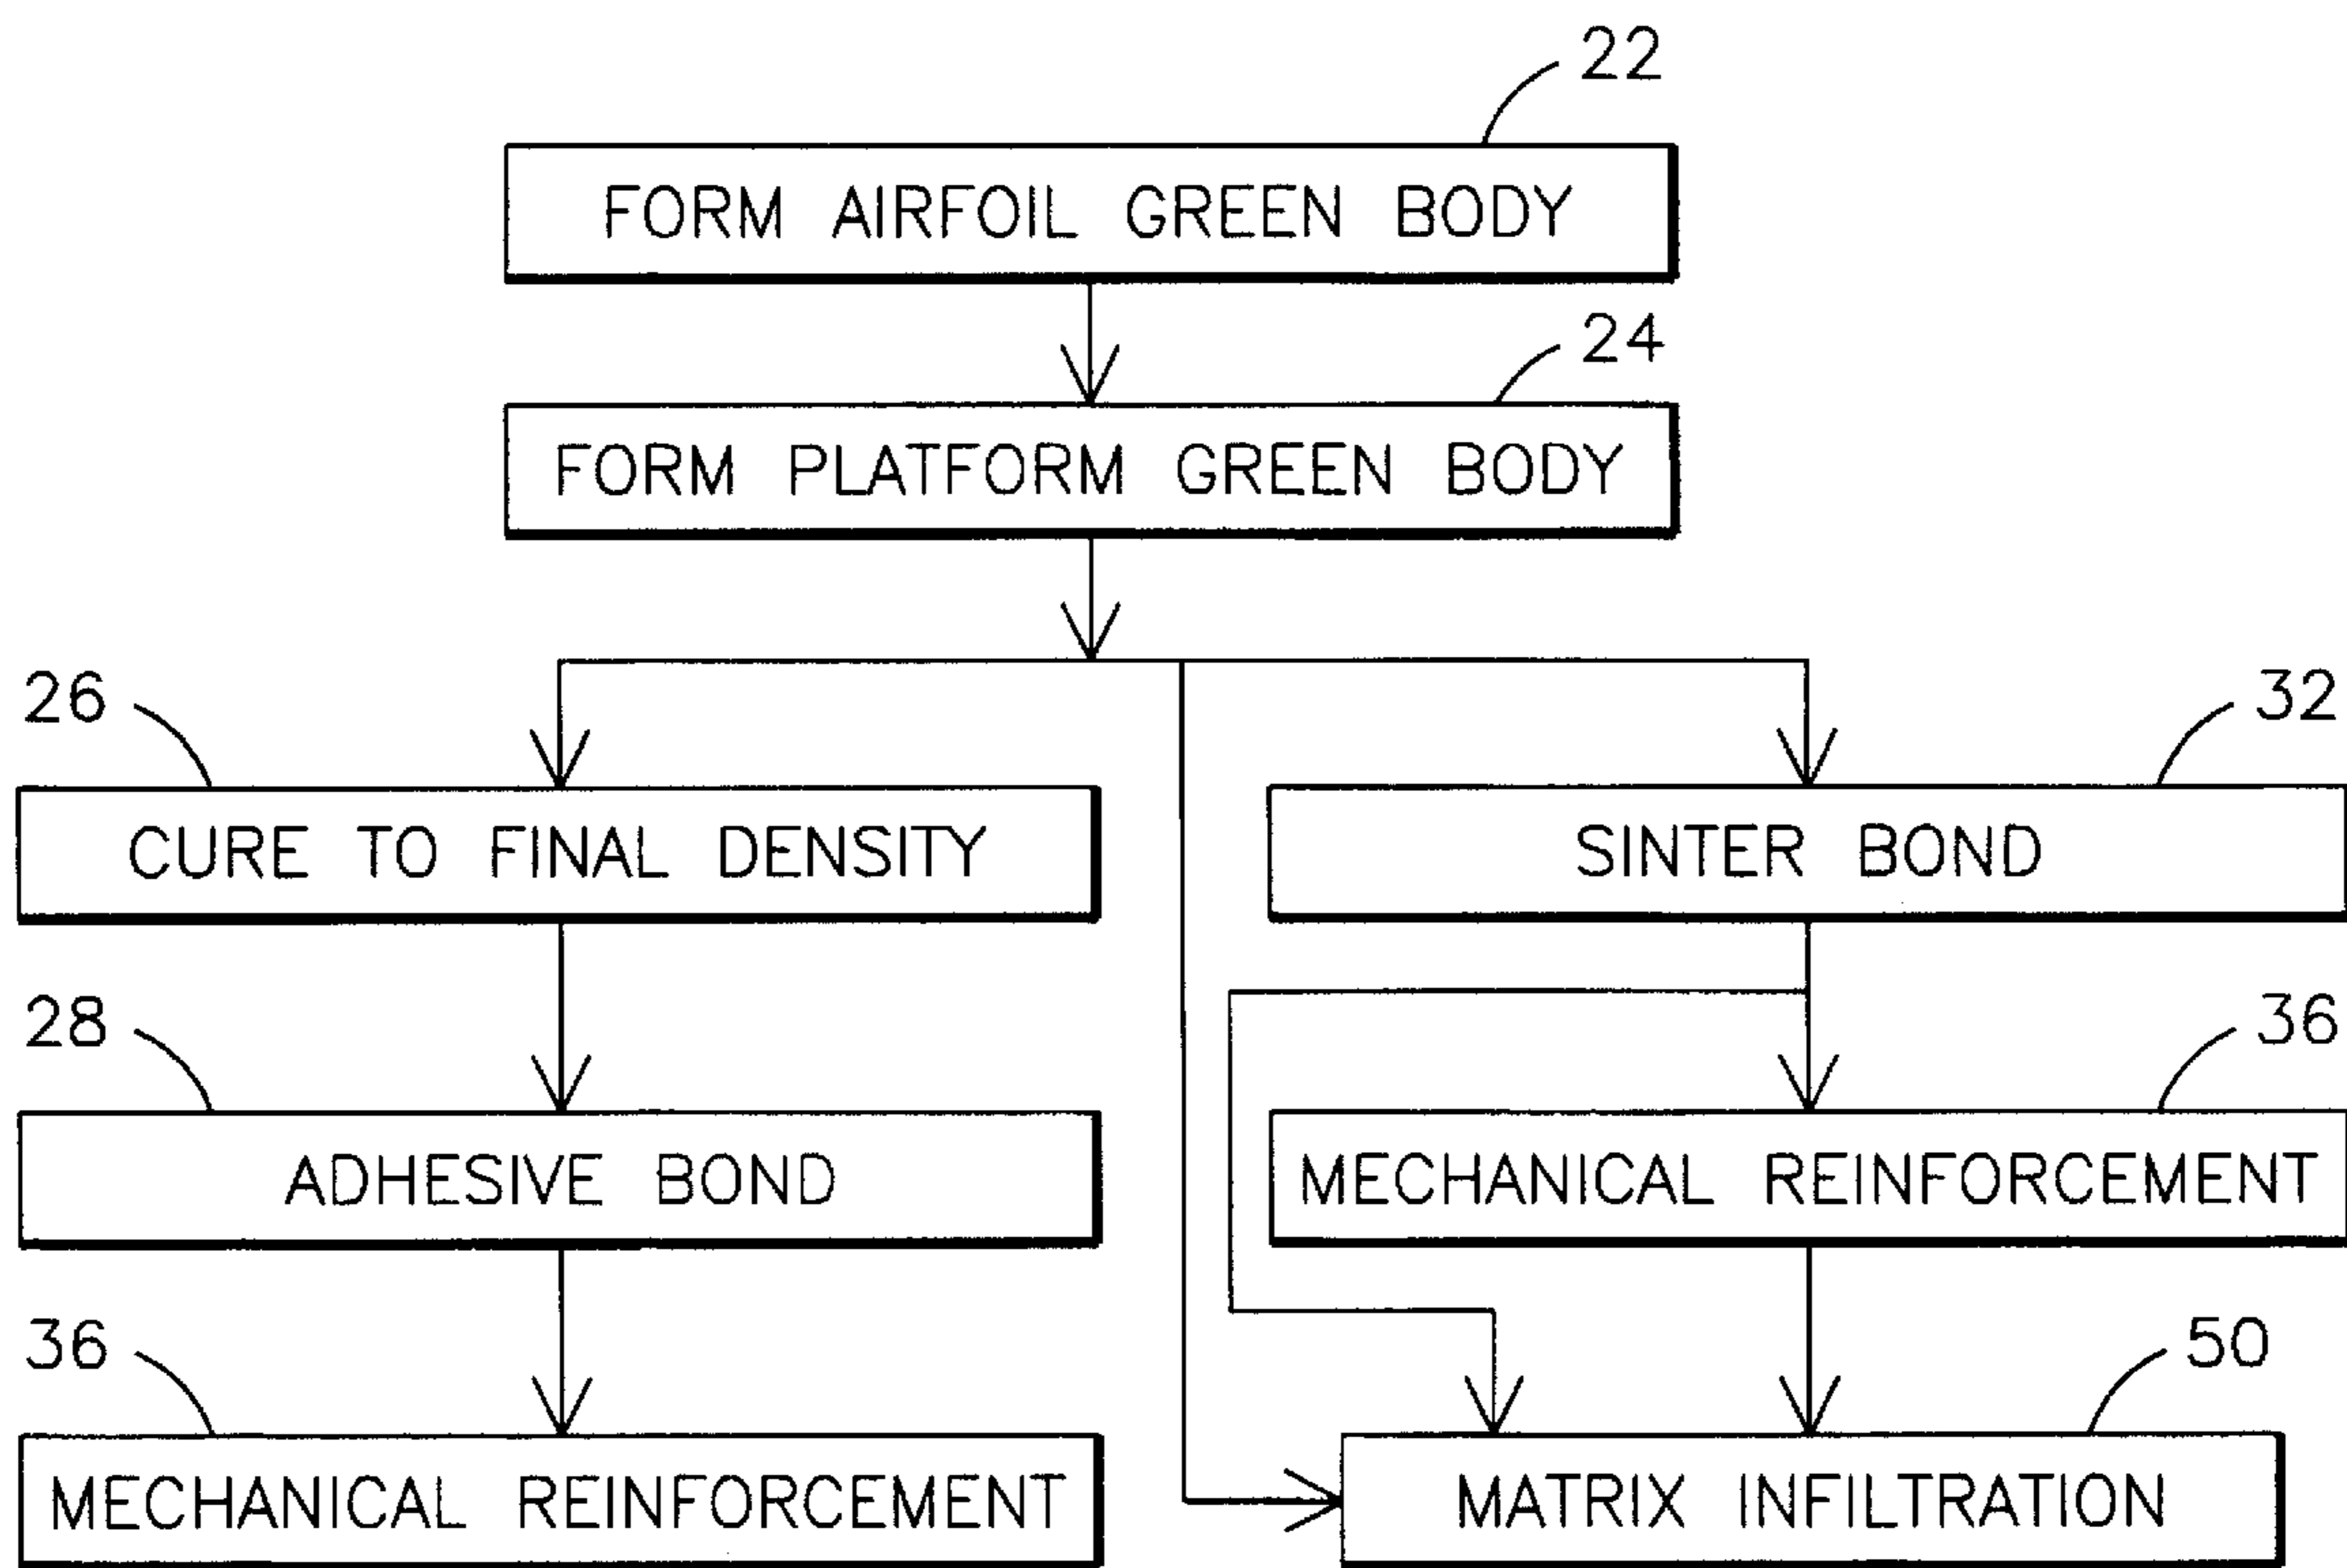 22
FORM AIRFOIL GREEN BODY
24
FORM PLATFORM GREEN BODY
26
32
CURE TO FINAL DENSITY
SINTER BOND
28
36
ADHESIVE BOND
MECHANICAL REINFORCEMENT
36
50
MECHANICAL REINFORCEMENT
MATRIX INFILTRATION